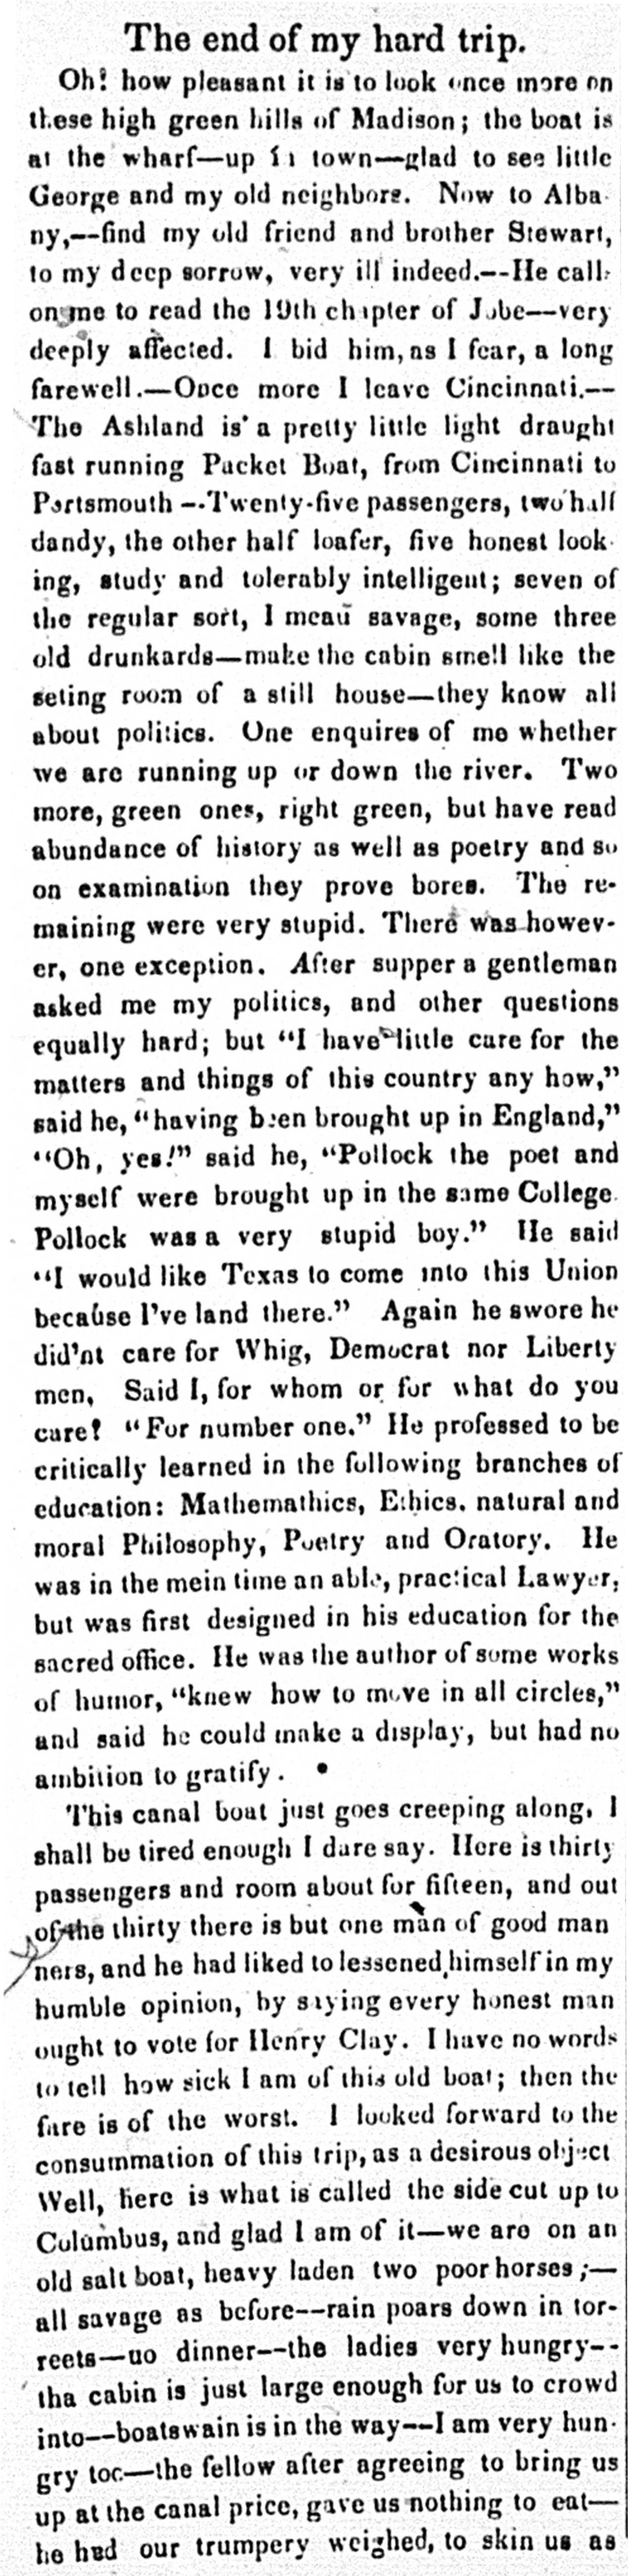 The end of my hard trip.
Oh! how pleasant it is to look once more on
these high green hills of Madison; the boat is
at the wharf—up in town—glad to see little
George and my old neighbors. Now to Alba-
ny,—find my old friend and brother Stewart,
to my deep sorrow, very ill indeed.—He call-
on me to read the 19th chapter of Jobe—very
deeply affected. I bid him, as I fear, a long
farewell.—Once more I leave Cincinnati.—
The Ashland is a pretty little light draught
fast running Packet Boat, from Cincinnati to
Portsmouth—Twenty-five passengers, two half
dandy, the other half loafer, five honest look-
ing, study and tolerably intelligent; seven of
the regular sort, I meau savage, some three
old drunkards—make the cabin smell like the
seting room of a still house—they know all
about politics. One enquires of me whether
we are running up or down the river. Two
more, green ones, right green, but have read
abundance of history as well as poetry and so
on examination they prove bores. The re-
maining were very stupid. There was howev-
er, one exception. After supper a gentleman
asked me my politics, and other questions
equally hard; but "I have little care for the
matters and things of this country any how,"
said he, "having been brought up in England,"
"Oh, yes!" said he, "Pollock the poet and
myself were brought up in the same College.
Pollock was a very stupid boy." He said
"I would like Texas to come into this Union
because I've land there." Again he swore he
did'nt care for Whig, Democrat nor Liberty
men, Said I, for whom or for what do you
care? "For number one." He professed to be
critically learned in the following branches of
education: Mathemathics, Ethics. natural and
moral Philosophy, Poetry and Oratory. He
was in the mein time an able, practical Lawyer,
but was first designed in his education for the
sacred office. He was the author of some works
of humor, "knew how to move in all circles,"
and said he could make a display, but had no
ambition to gratify.
This canal boat just goes creeping along, I
shall be tired enough I dare say. Here is thirty
passengers and room about for fifteen, and out
of the thirty there is but one man of good man
ners, and he had liked to lessened himself in my
humble opinion, by saying every honest man
ought to vote for Henry Clay. I have no words
to tell how sick I am of this old boat; then the
fare is of the worst. I looked forward to the
consummation of this trip, as a desirous object
Well, here is what is called the side cut up to
Columbus, and glad I am of it—we are on an
old salt boat, heavy laden two poor horses;—
all savage as before—rain poars down in tor-
reets—uo dinner—the ladies very hungry—
tha cabin is just large enough for us to crowd
into—boatswain is in the way—I am very hun-
gry too—the fellow after agreeing to bring us
up at the canal price, gave us nothing to eat—
he had our trumpery weighed, to skin us as